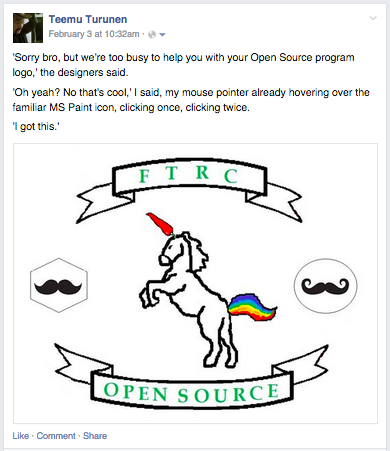 Teemu Turunen
February 3 at 10:32am ·
'Sorry bro, but we're too busy to help you with your Open Source program
logo,' the designers said.
'Oh yeah? No that's cool,' I said, my mouse pointer already hovering over the
familiar MS Paint icon, clicking once, clicking twice.
'I got this.'
F T R C
OPEN SOURCE
Like · Comment · Share